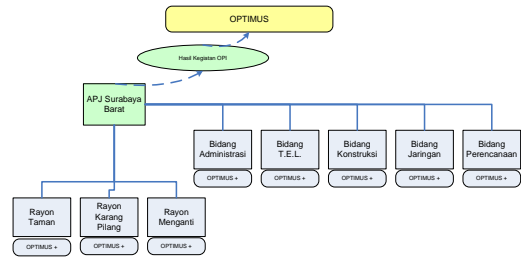 OPTIMUS
Hasil Kegiatan OPI
APJ Surabaya
Barat
Bidang
Administrasi
OPTIMUS +
Bidang
T.E.L.
OPTIMUS +
Bidang
Konstruksi
OPTIMUS +
Bidang
Jaringan
OPTIMUS +
Bidang
Perencanaan
OPTIMUS +
Rayon
Taman
OPTIMUS +
Rayon
Karang
Pilang
OPTIMUS +
Rayon
Menganti
OPTIMUS +